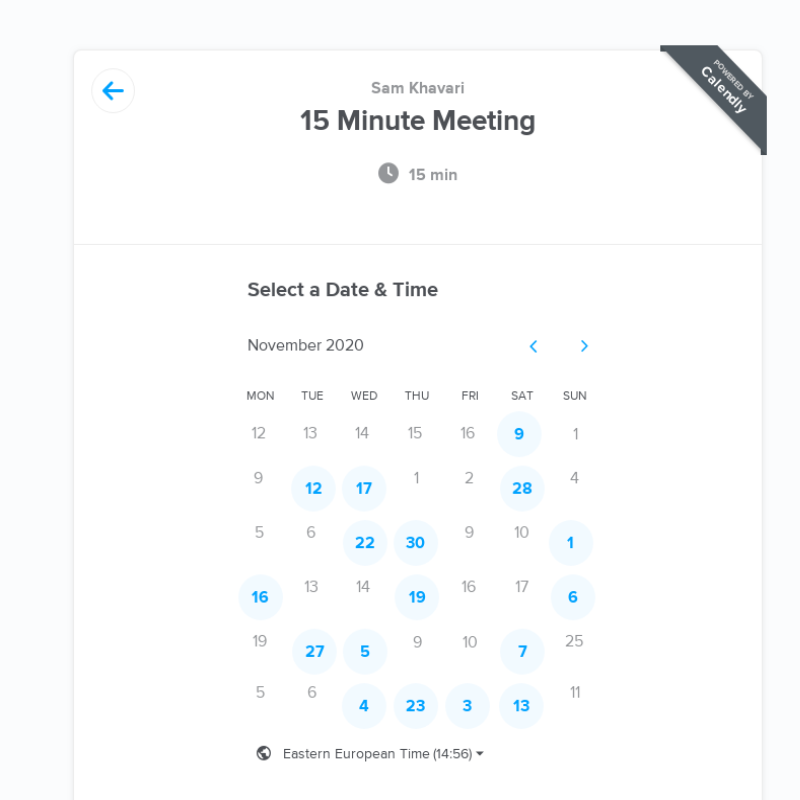 POWERED BY
Calendly
Sam Khavari
15 Minute Meeting
15 min
Select a Date & Time
November 2020
MON TUE WED THU FRI SAT SUN
12 13 14 15 16 9 1
9 12 17 1 2 28 4
5 6 22 30 9 10 1
16 13 14 19 16 17 6
19 27 5 9 10 7 25
5 6 4 23 3 13 11
Eastern European Time (14:56)